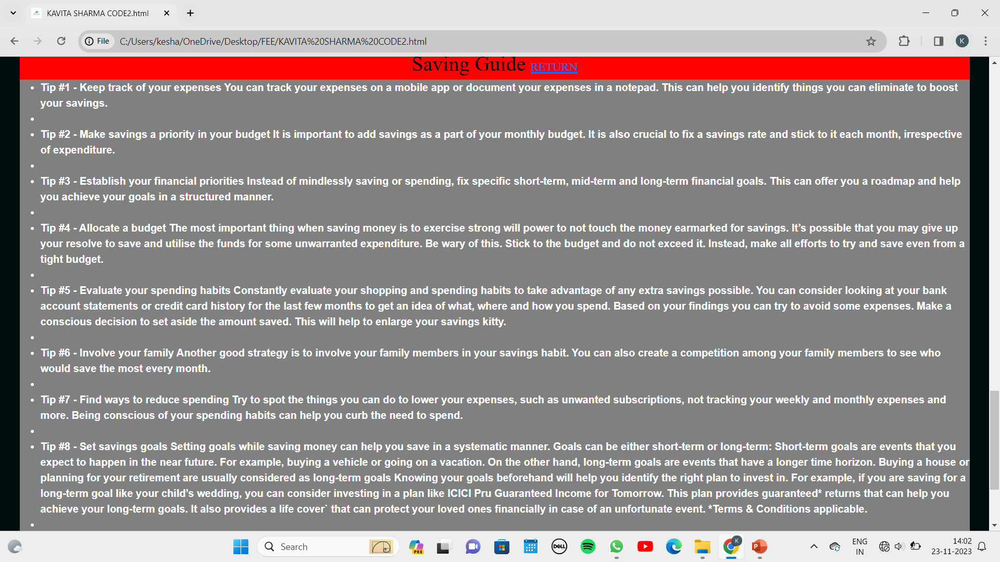 KAVITA SHARMA CODE2.html
File
C:/Users/kesha/OneDrive/Desktop/FEE/KAVITA%20SHARMA%20CODE2.html
K
Saving Guide RETURN
Tip #1 - Keep track of your expenses You can track your expenses on a mobile app or document your expenses in a notepad. This can help you identify things you can eliminate to boost
your savings.
Tip #2 - Make savings a priority in your budget It is important to add savings as a part of your monthly budget. It is also crucial to fix a savings rate and stick to it each month, irrespective
of expenditure.
Tip #3 - Establish your financial priorities Instead of mindlessly saving or spending, fix specific short-term, mid-term and long-term financial goals. This can offer you a roadmap and help
you achieve your goals in a structured manner.
Tip #4 - Allocate a budget The most important thing when saving money is to exercise strong will power to not touch the money earmarked for savings. It’s possible that you may give up
your resolve to save and utilise the funds for some unwarranted expenditure. Be wary of this. Stick to the budget and do not exceed it. Instead, make all efforts to try and save even from a
tight budget.
Tip #5 - Evaluate your spending habits Constantly evaluate your shopping and spending habits to take advantage of any extra savings possible. You can consider looking at your bank
account statements or credit card history for the last few months to get an idea of what, where and how you spend. Based on your findings you can try to avoid some expenses. Make a
conscious decision to set aside the amount saved. This will help to enlarge your savings kitty.
Tip #6 - Involve your family Another good strategy is to involve your family members in your savings habit. You can also create a competition among your family members to see who
would save the most every month.
Tip #7 - Find ways to reduce spending Try to spot the things you can do to lower your expenses, such as unwanted subscriptions, not tracking your weekly and monthly expenses and
more. Being conscious of your spending habits can help you curb the need to spend.
Tip #8 - Set savings goals Setting goals while saving money can help you save in a systematic manner. Goals can be either short-term or long-term: Short-term goals are events that you
expect to happen in the near future. For example, buying a vehicle or going on a vacation. On the other hand, long-term goals are events that have a longer time horizon. Buying a house or
planning for your retirement are usually considered as long-term goals Knowing your goals beforehand will help you identify the right plan to invest in. For example, if you are saving for a
long-term goal like your child’s wedding, you can consider investing in a plan like ICICI Pru Guaranteed Income for Tomorrow. This plan provides guaranteed* returns that can help you
achieve your long-term goals. It also provides a life cover` that can protect your loved ones financially in case of an unfortunate event. *Terms & Conditions applicable.
Search
PRE
DELL
K
P
ENG
IN
14:02
23-11-2023